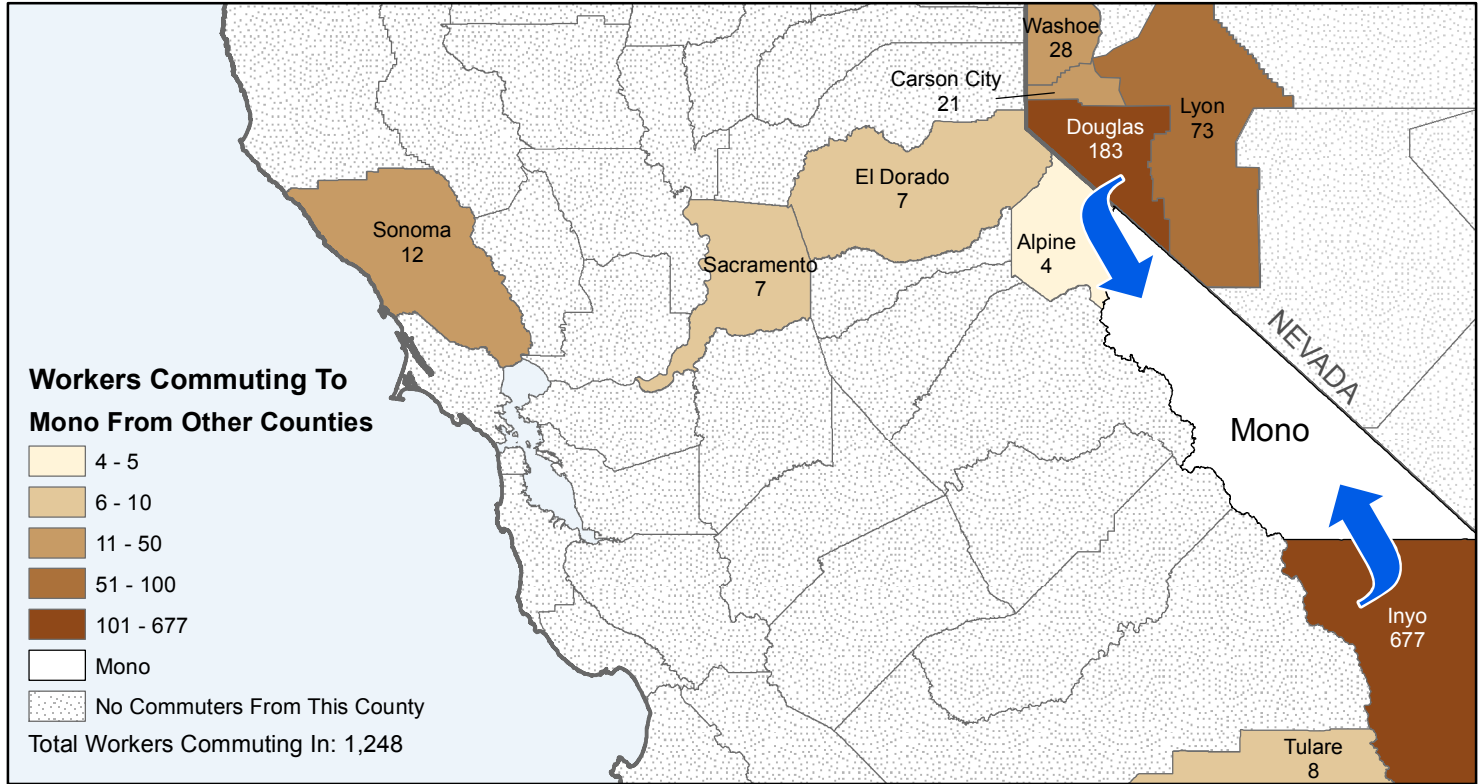 Washoe
28
Carson City
21
Lyon
73
Douglas
183
El Dorado
7
Sonoma
12
Alpine
4
Sacramento
7
NEVADA
Mono
Inyo
677
Tulare
8
Workers Commuting To
Mono From Other Counties
4 - 5
6 - 10
11 - 50
51 - 100
101 - 677
Mono
No Commuters From This County
Total Workers Commuting In: 1,248